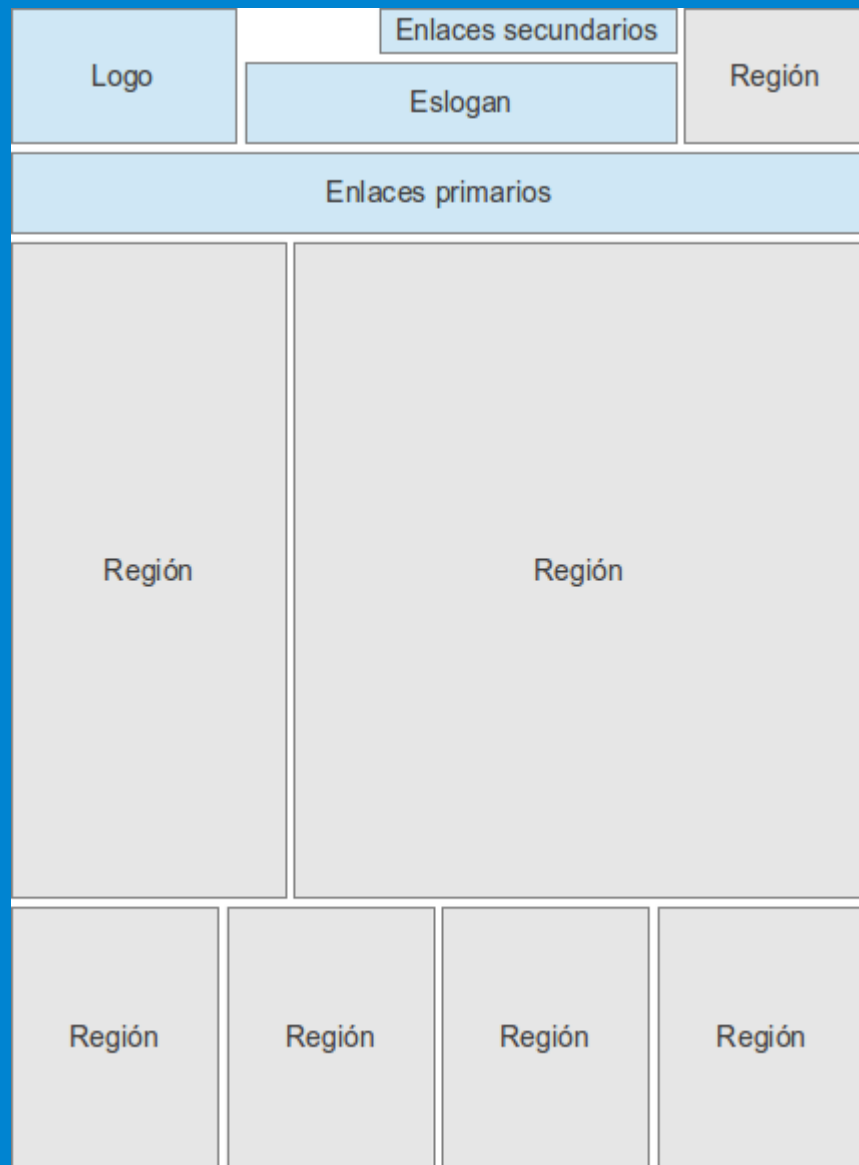 Enlaces secundarios
Logo
Eslogan
Región
Enlaces primarios
Región
Región
Región
Región
Región
Región